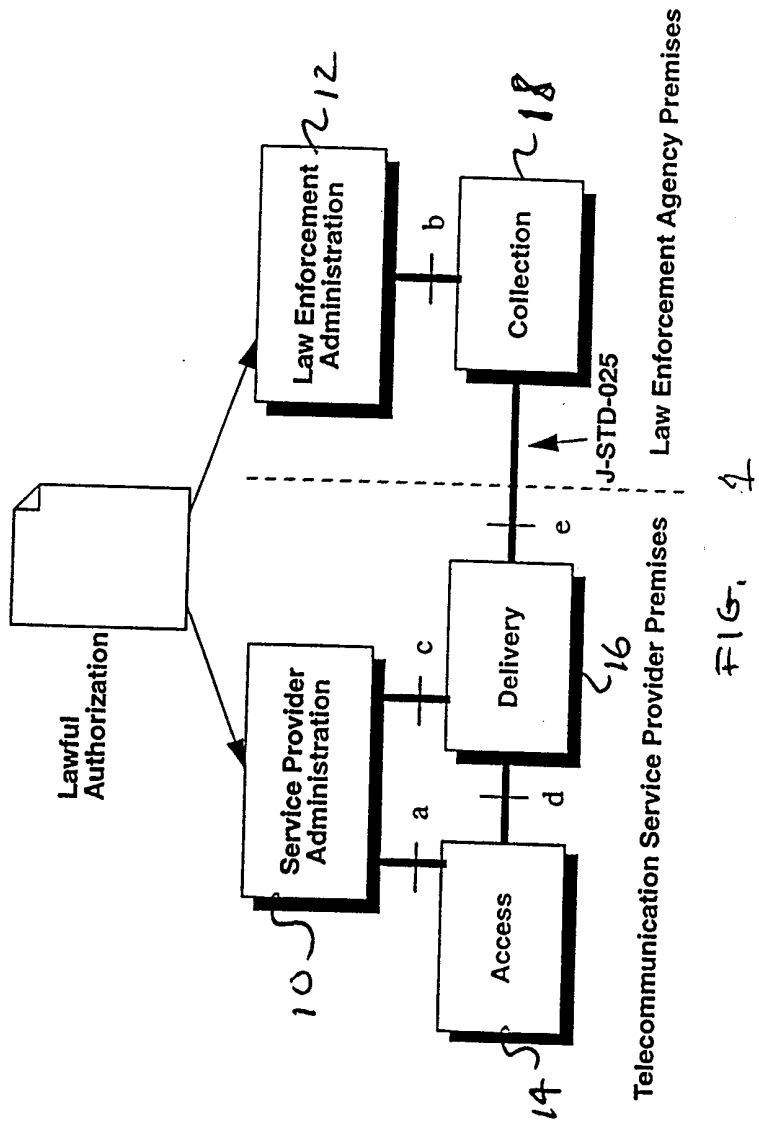 Lawful
Authorization
10
Service Provider
Administration
Law Enforcement
Administration
12
a
c
b
14
Access
d
Delivery
16
e
J-STD-025
Collection
18
Telecommunication Service Provider Premises
Law Enforcement Agency Premises
FIG. 1